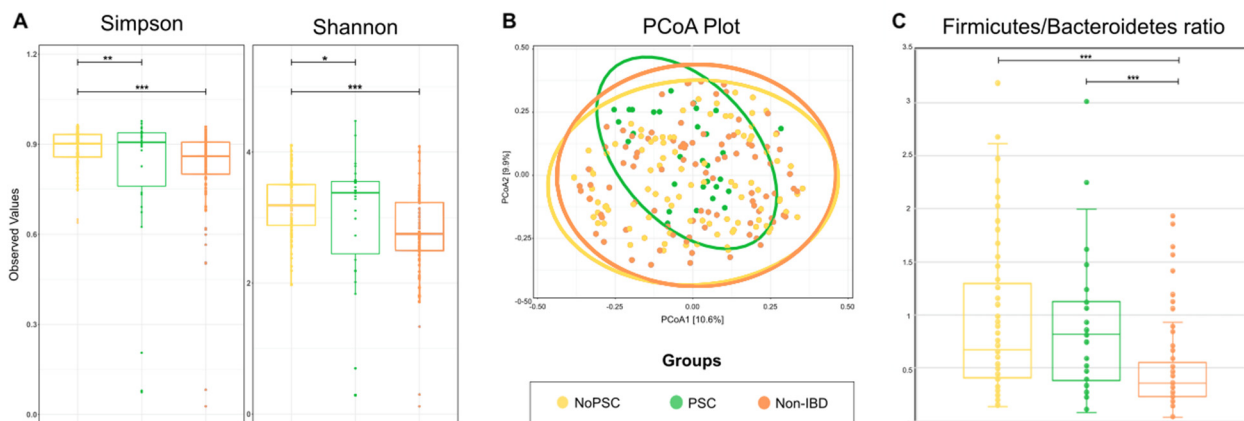 A
Simpson
Shannon
Observed Values
1.2
0.9
0.6
0.3
0.0
**
***
4
2
0
*
***
B
PCoA Plot
PCoA2 [9.9%]
0.50
0.25
0.00
-0.25
-0.50
-0.50
-0.25
0.00
0.25
0.50
PCoA1 [10.6%]
Groups
NoPSC
PSC
Non-IBD
C
Firmicutes/Bacteroidetes ratio
3.5
3
2.5
2
1.5
1
0.5
***
***